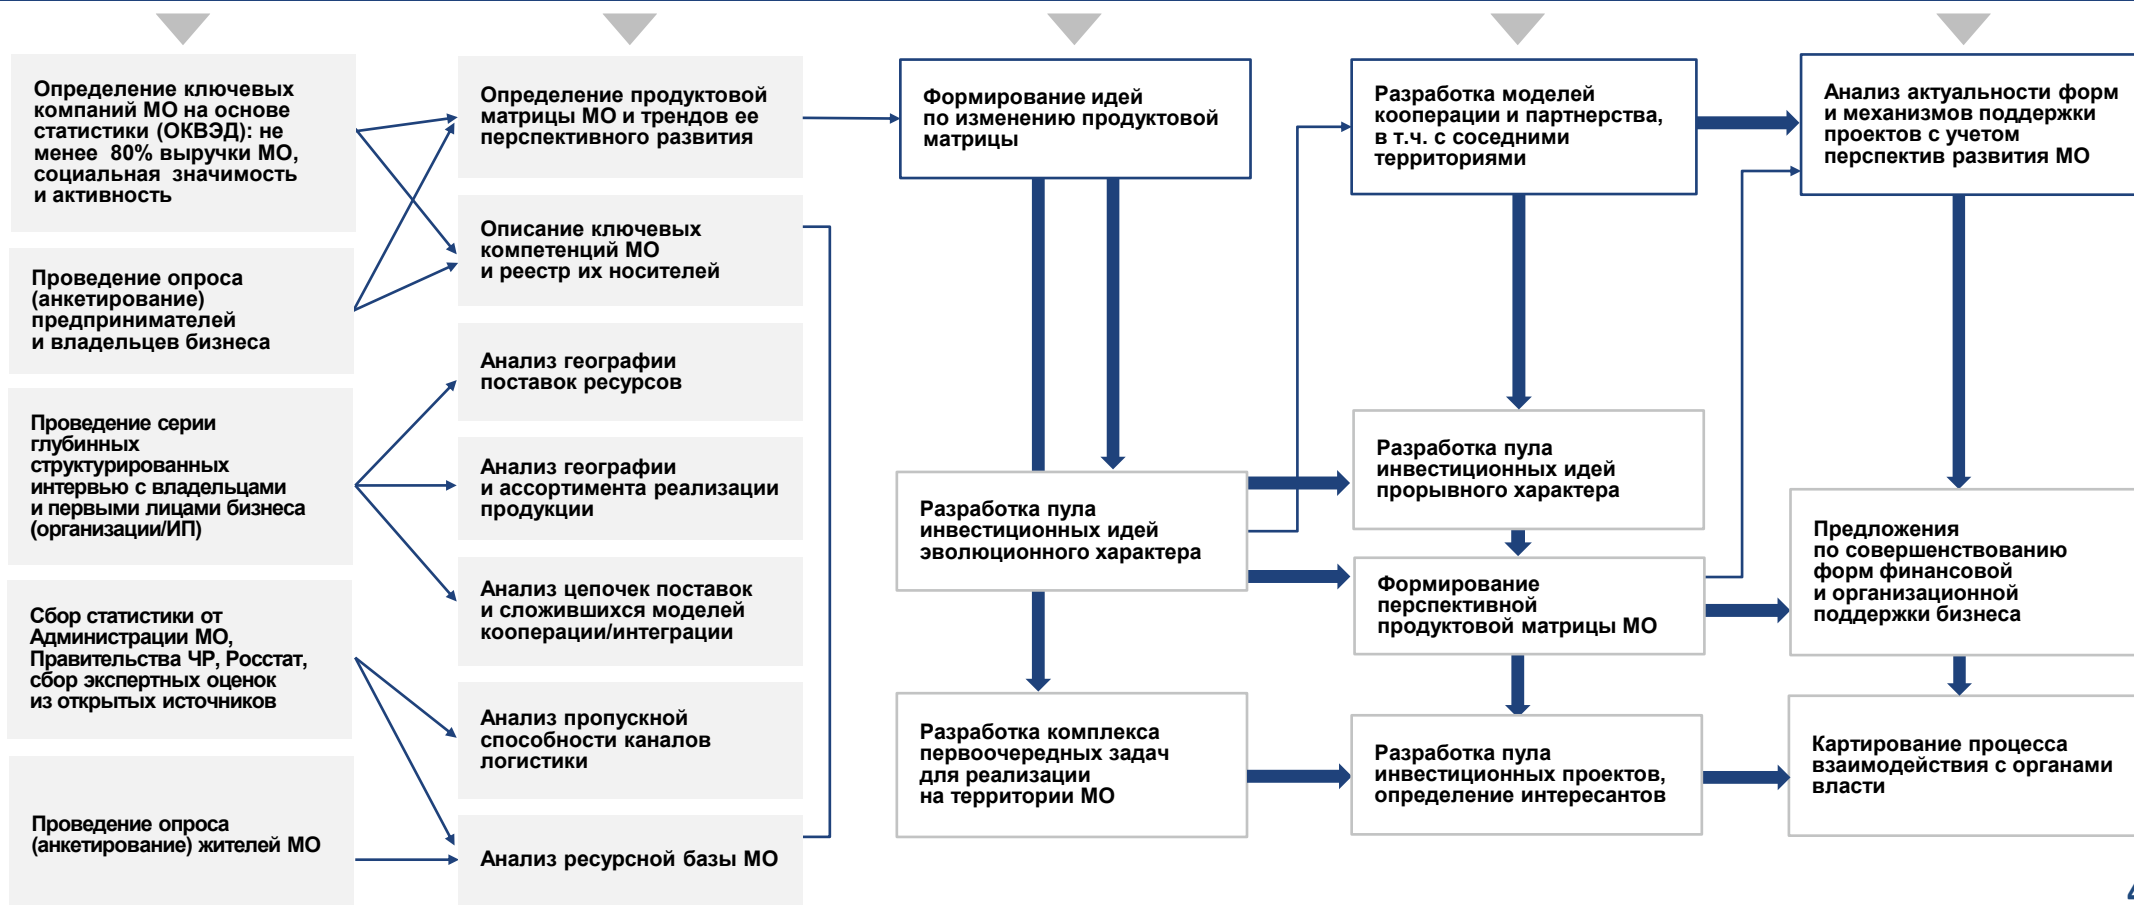 Определение ключевых
компаний МО на основе
статистики (ОКВЭД): не
менее 80% выручки МО,
социальная значимость
и активность
Проведение опроса
(анкетирование)
предпринимателей
и владельцев бизнеса
Проведение серии
глубинных
структурированных
интервью с владельцами
и первыми лицами бизнеса
(организации/ИП)
Сбор статистики от
Администрации МО,
Правительства ЧР, Росстат,
сбор экспертных оценок
из открытых источников
Проведение опроса
(анкетирование) жителей МО
Определение продуктовой
матрицы МО и трендов ее
перспективного развития
Описание ключевых
компетенций МО
и реестр их носителей
Анализ географии
поставок ресурсов
Анализ географии
и ассортимента реализации
продукции
Анализ цепочек поставок
и сложившихся моделей
кооперации/интеграции
Анализ пропускной
способности каналов
логистики
Анализ ресурсной базы МО
Формирование идей
по изменению продуктовой
матрицы
Разработка пула
инвестиционных идей
эволюционного характера
Разработка комплекса
первоочередных задач
для реализации
на территории МО
Разработка моделей
кооперации и партнерства,
в т.ч. с соседними
территориями
Разработка пула
инвестиционных идей
прорывного характера
Формирование
перспективной
продуктовой матрицы МО
Разработка пула
инвестиционных проектов,
определение интересантов
Анализ актуальности форм
и механизмов поддержки
проектов с учетом
перспектив развития МО
Предложения
по совершенствованию
форм финансовой
и организационной
поддержки бизнеса
Картирование процесса
взаимодействия с органами
власти